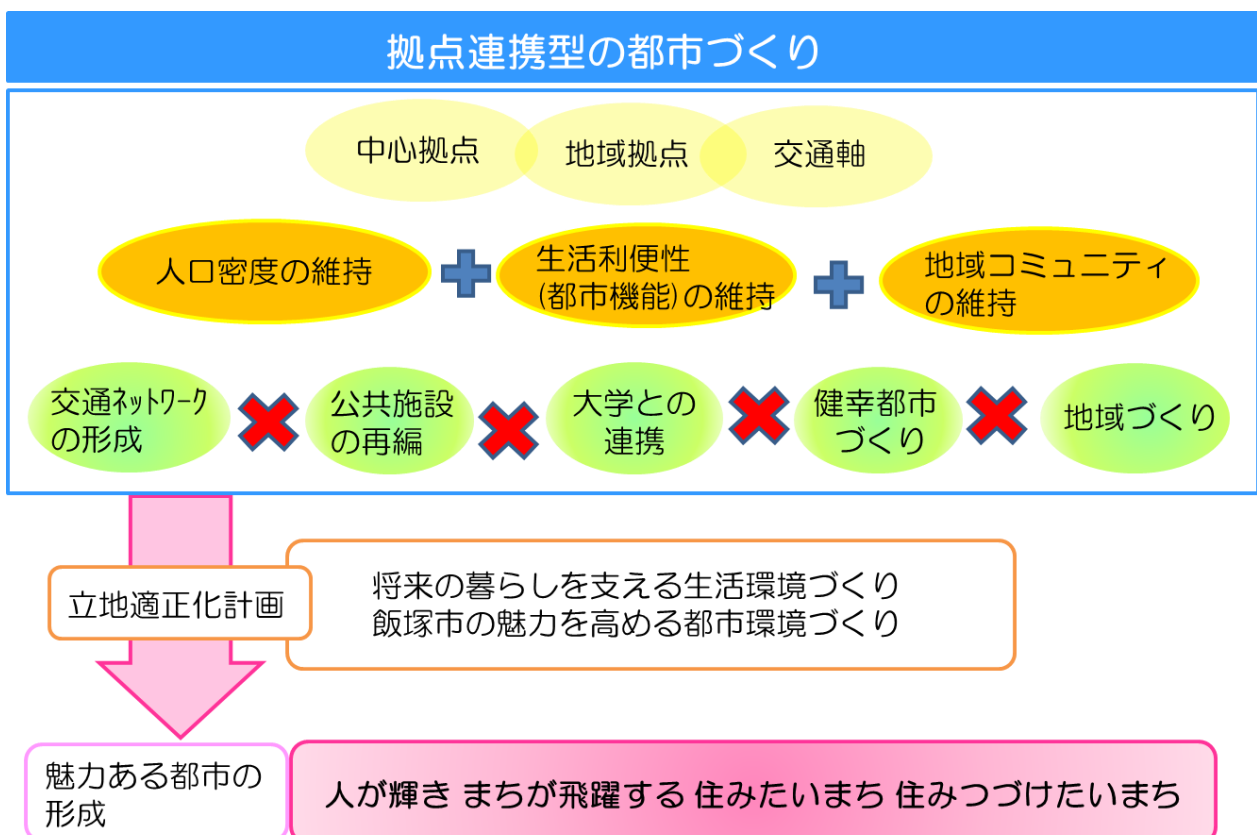 拠点連携型の都市づくり
中心拠点
地域拠点
交通軸
人口密度の維持
生活利便性
(都市機能)の維持
地域コミュニティ
の維持
交通ﾈｯﾄﾜｰｸ
の形成
公共施設
の再編
大学との
連携
健幸都市
づくり
地域づくり
立地適正化計画
将来の暮らしを支える生活環境づくり
飯塚市の魅力を高める都市環境づくり
魅力ある都市の
形成
人が輝き まちが飛躍する 住みたいまち 住みつづけたいまち